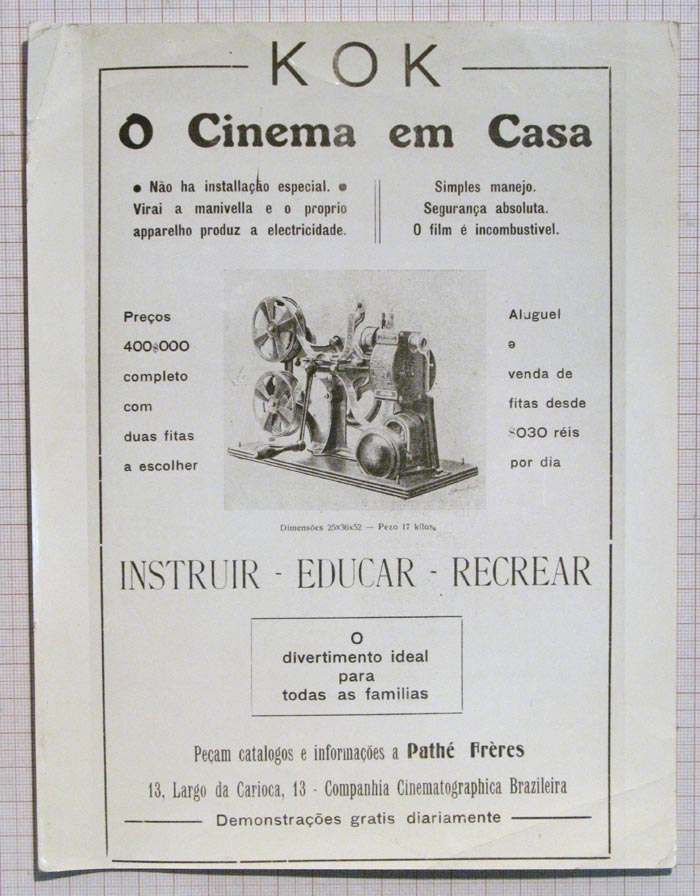 KOK
O Cinema em Casa
● Não ha installação especial. ●
Virai a manivella e o proprio
apparelho produz a electricidade.
Simples manejo.
Segurança absoluta.
O film é incombustivel.
Preços
400$000
completo
com
duas fitas
a escolher
Aluguel
e
venda de
fitas desde
$030 réis
por dia
Dimensões 25x36x52 — Pezo 17 kilos.
INSTRUIR - EDUCAR - RECREAR
O
divertimento ideal
para
todas as familias
Peçam catalogos e informações a Pathé Frères
13, Largo da Carioca, 13 - Companhia Cinematographica Brazileira
Demonstrações gratis diariamente